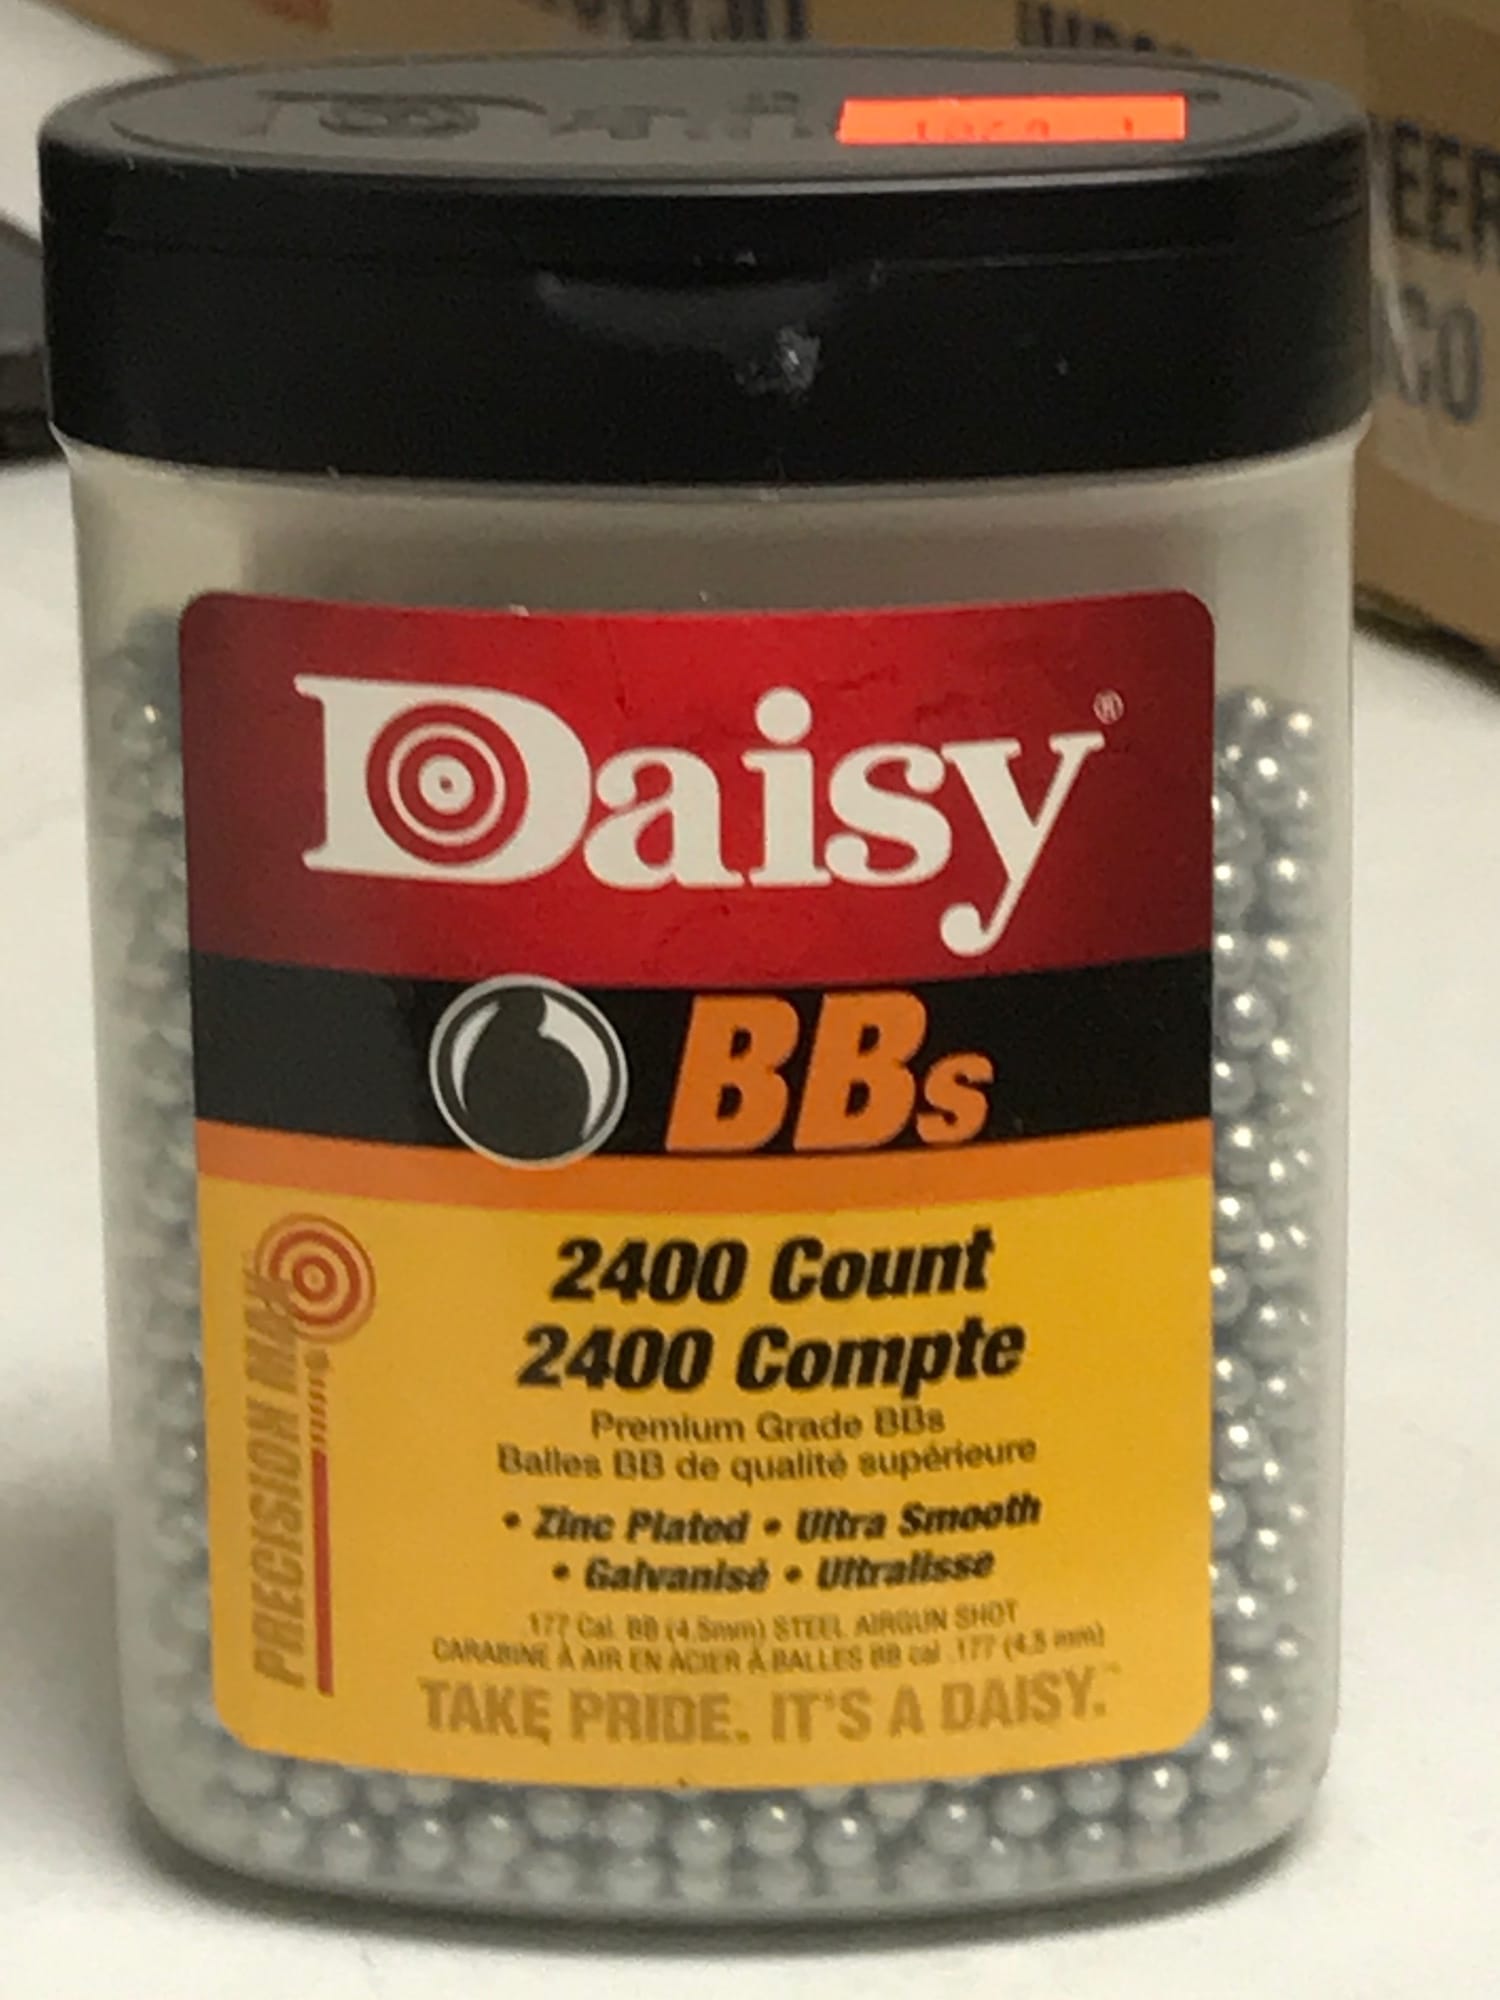 Daisy®
BBs
2400 Count
2400 Compte
Premium Grade BBs
Balles BB de qualité supérieure
• Zinc Plated • Ultra Smooth
• Galvanisé • Ultralisse
.177 Cal. BB (4.5mm) STEEL AIRGUN SHOT
CARABINE À AIR EN ACIER À BALLES BB cal .177 (4,5 mm)
TAKE PRIDE. IT'S A DAISY.™
PRECISION MAX
CO